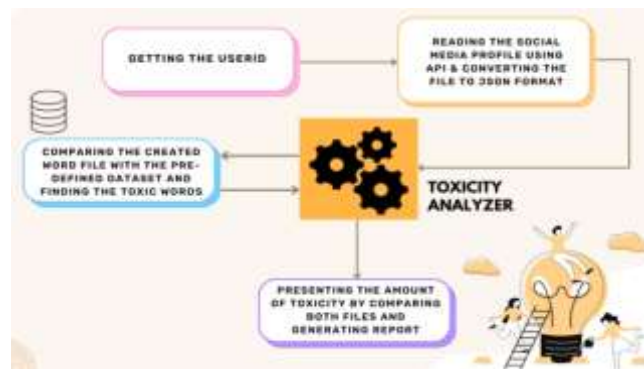 GETTING THE USERID
READING THE SOCIAL
MEDIA PROFILE USING
API & CONVERTING THE
FILE TO JSON FORMAT
COMPARING THE CREATED
WORD FILE WITH THE PRE-
DEFINED DATASET AND
FINDING THE TOXIC WORDS
TOXICITY
ANALYZER
PRESENTING THE AMOUNT
OF TOXICITY BY COMPARING
BOTH FILES AND
GENERATING REPORT